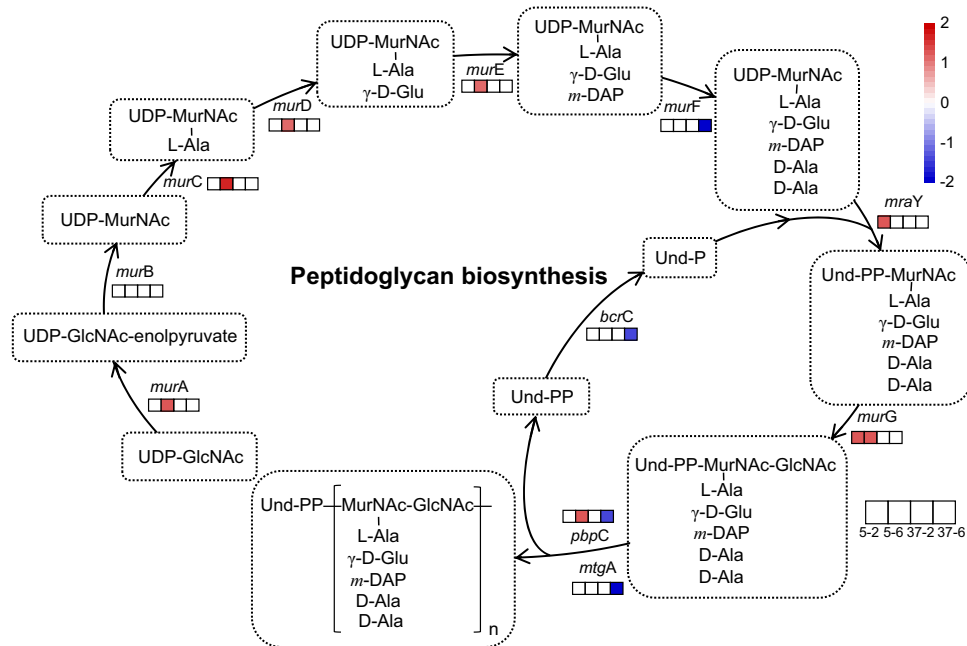 UDP-MurNAc
L-Ala
γ-D-Glu
murE
UDP-MurNAc
L-Ala
γ-D-Glu
m-DAP
murF
UDP-MurNAc
L-Ala
γ-D-Glu
m-DAP
D-Ala
D-Ala
2
1
0
-1
-2
murD
UDP-MurNAc
L-Ala
murC
UDP-MurNAc
murB
UDP-GlcNAc-enolpyruvate
murA
UDP-GlcNAc
Peptidoglycan biosynthesis
mraY
Und-P
bcrC
Und-PP
Und-PP-MurNAc
L-Ala
γ-D-Glu
m-DAP
D-Ala
D-Ala
murG
Und-PP-MurNAc-GlcNAc
L-Ala
γ-D-Glu
m-DAP
D-Ala
D-Ala
5-2 5-6 37-2 37-6
pbpC
mtgA
Und-PP-MurNAc-GlcNAc
L-Ala
γ-D-Glu
m-DAP
D-Ala
D-Ala
n